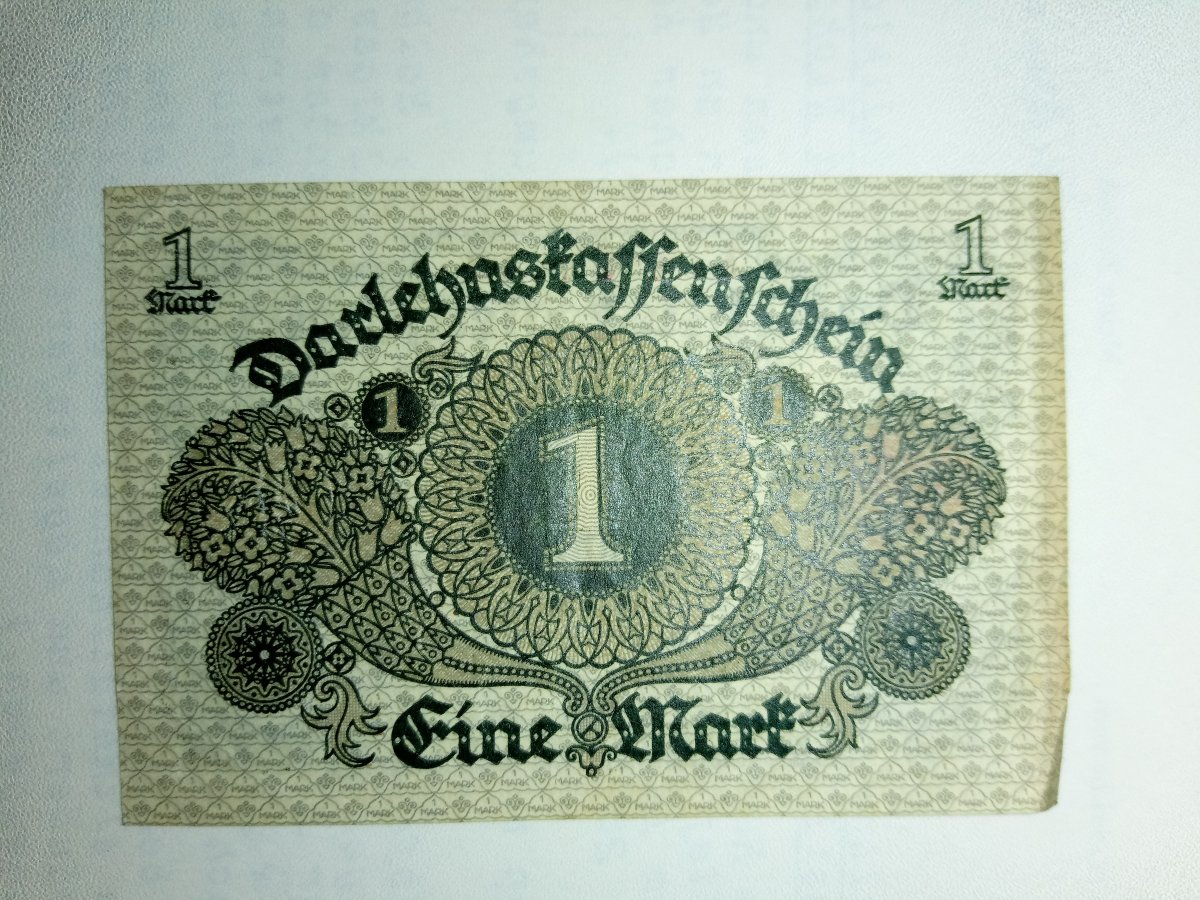 1 1
Mark Mark
Darlehnskassenschein
1 1
1
Eine Mark